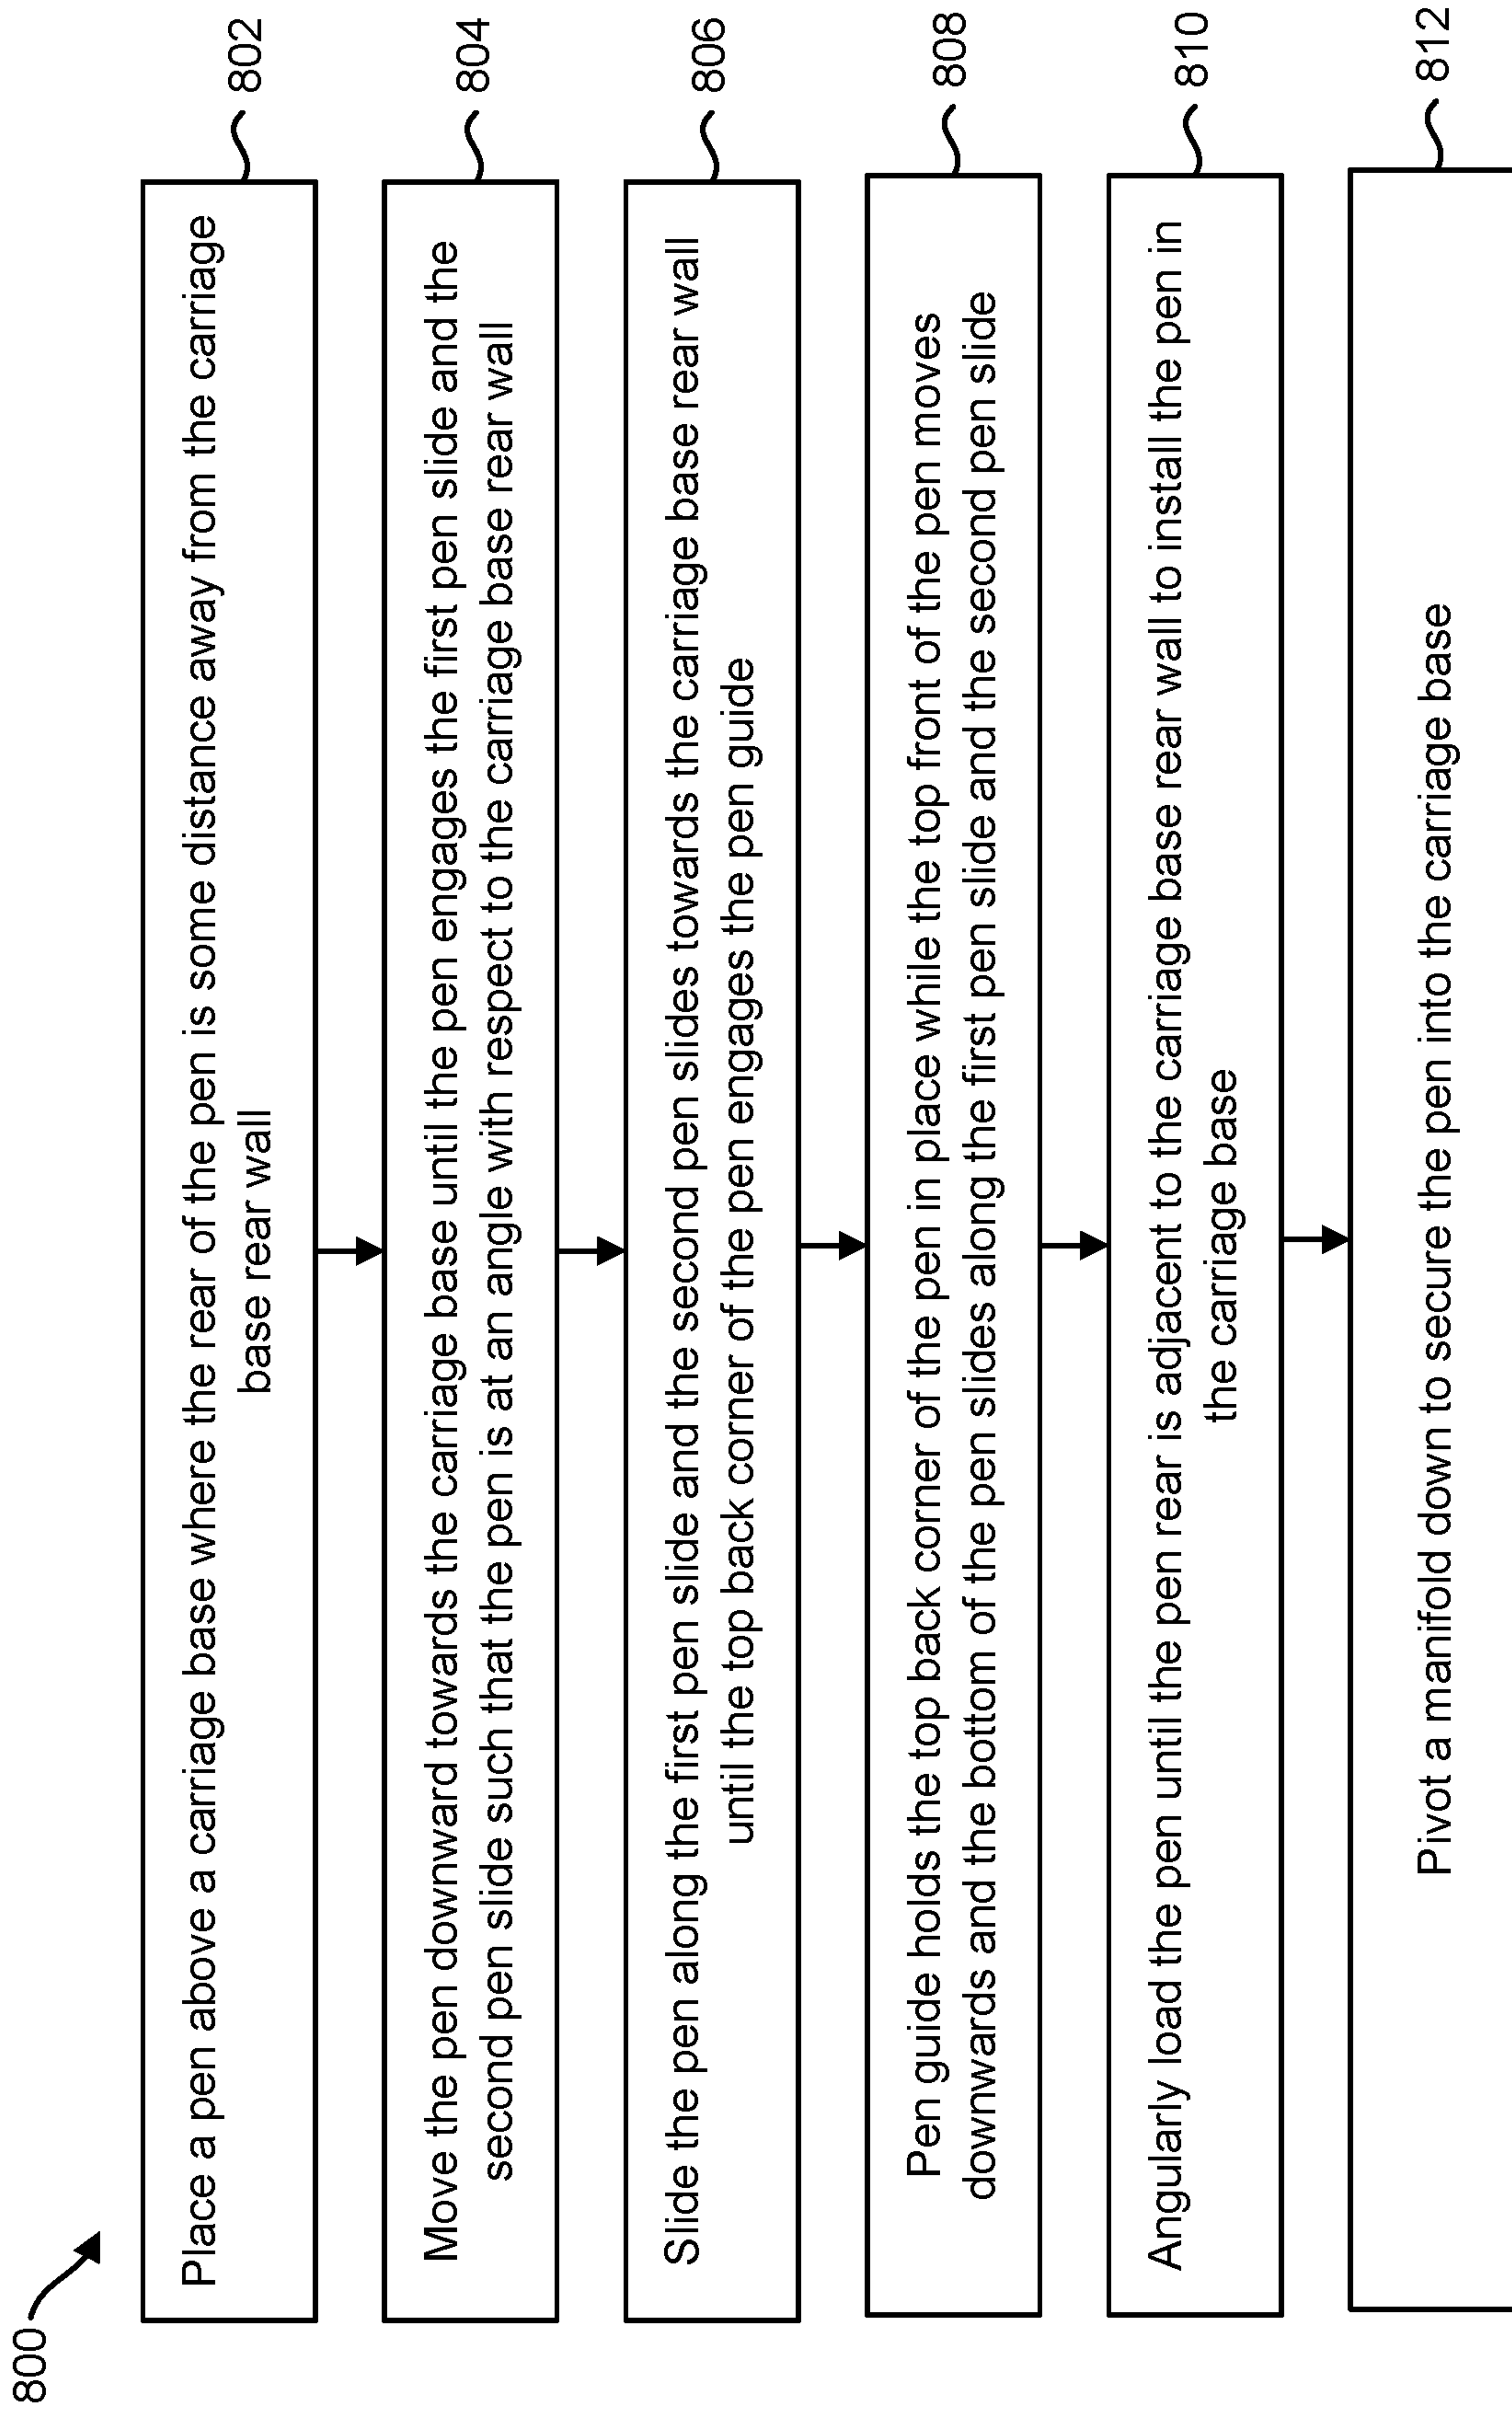 800
Place a pen above a carriage base where the rear of the pen is some distance away from the carriage
base rear wall
802
Move the pen downward towards the carriage base until the pen engages the first pen slide and the
second pen slide such that the pen is at an angle with respect to the carriage base rear wall
804
Slide the pen along the first pen slide and the second pen slides towards the carriage base rear wall
until the top back corner of the pen engages the pen guide
806
Pen guide holds the top back corner of the pen in place while the top front of the pen moves
downwards and the bottom of the pen slides along the first pen slide and the second pen slide
808
Angularly load the pen until the pen rear is adjacent to the carriage base rear wall to install the pen in
the carriage base
810
Pivot a manifold down to secure the pen into the carriage base
812